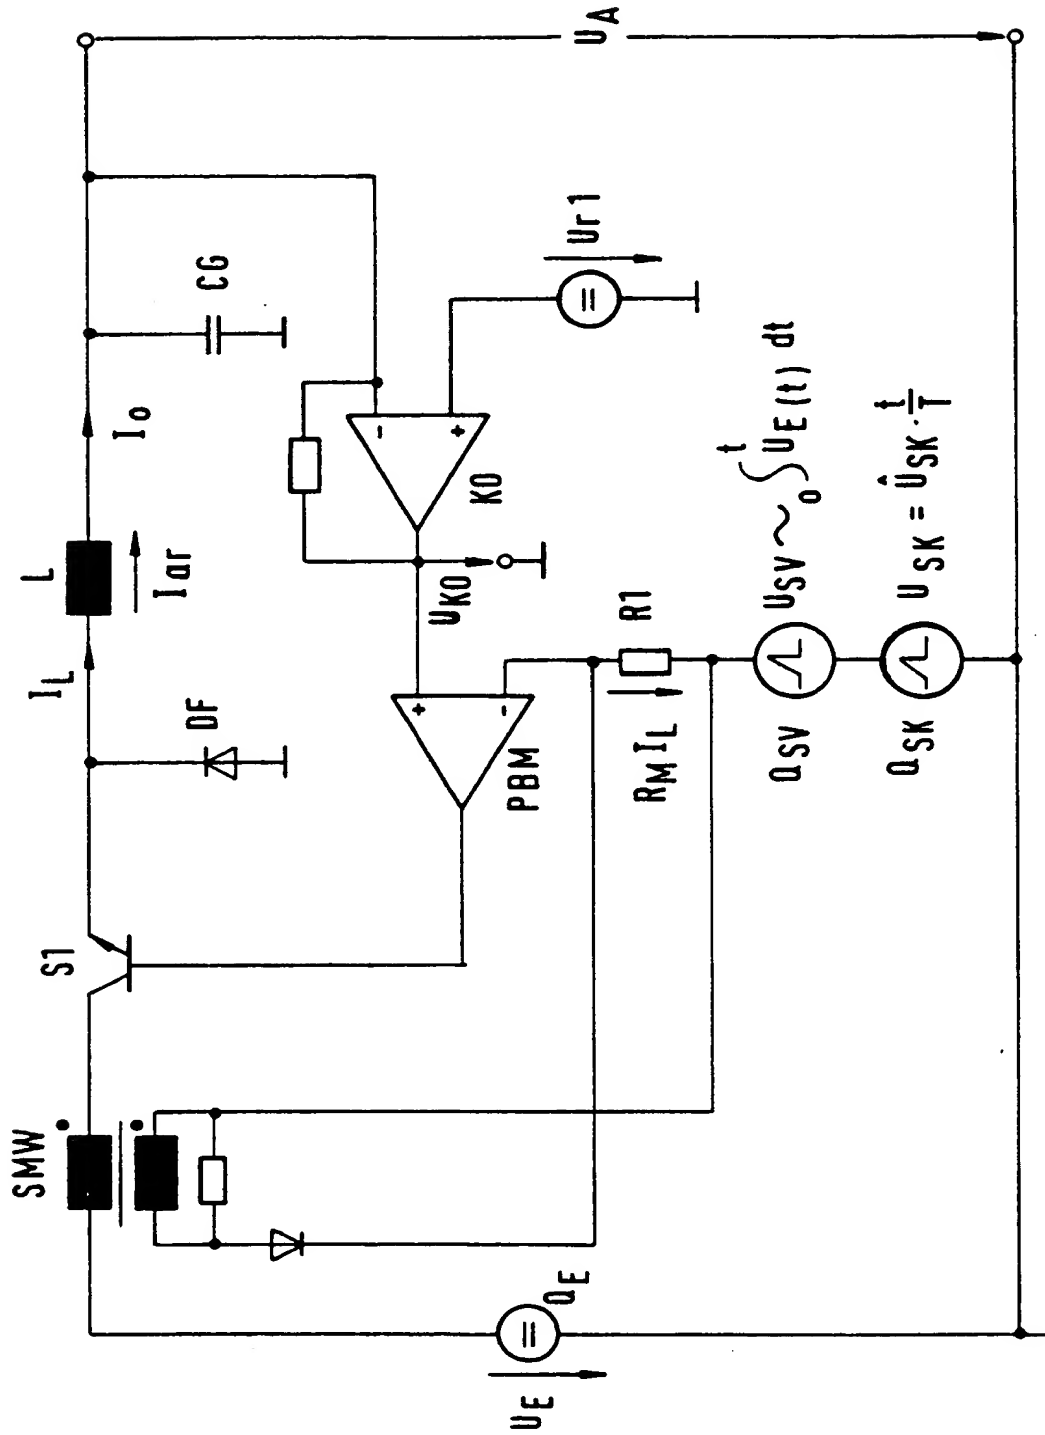 SMW
S1
I_L
L
I_o
I_ar
DF
CG
U_A
-
+
KO
U_KO
Ur1
+
-
PBM
R1
R_M I_L
Q_SV
U_SV ~ ₀∫ᵗ U_E(t) dt
Q_SK
U_SK = Û_SK · t/T
U_E
=
Q_E
=